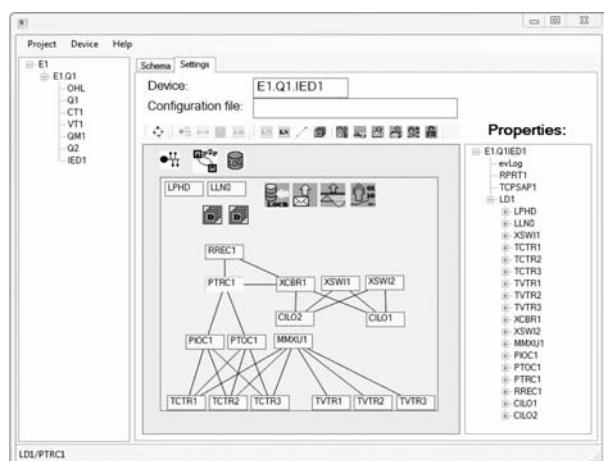 Project Device Help
E1
E1.Q1
OHL
Q1
CT1
VT1
QM1
Q2
IED1
Schema Settings
Device: E1.Q1.IED1
Configuration file:
LPHD LLN0
LOCG
D D
RREC1
PTRC1 XCBR1 XSWI1 XSWI2
CILO2 CILO1
PIOC1 PTOC1 MMXU1
TCTR1 TCTR2 TCTR3 TVTR1 TVTR2 TVTR3
Properties:
E1.Q1IED1
evLog
RPRT1
TCPSAP1
LD1
LPHD
LLN0
XSWI1
TCTR1
TCTR2
TCTR3
TVTR1
TVTR2
TVTR3
XCBR1
XSWI2
MMXU1
PIOC1
PTOC1
PTRC1
RREC1
CILO1
CILO2
LD1/PTRC1